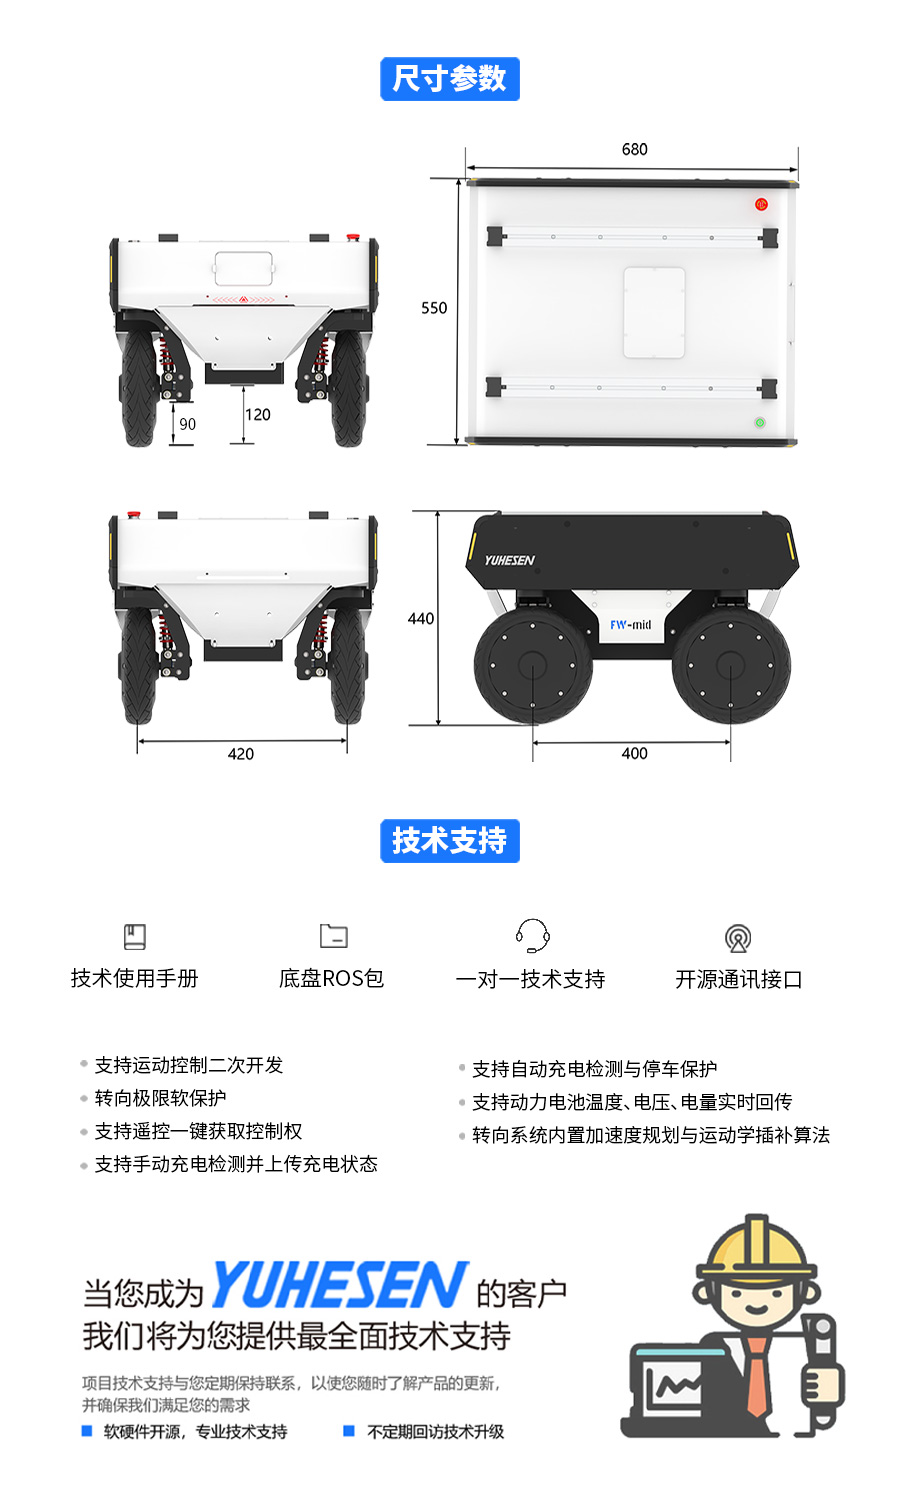 尺寸参数
680
550
90
120
YUHESEN
FW-mid
440
420
400
技术支持
技术使用手册
底盘ROS包
一对一技术支持
开源通讯接口
支持运动控制二次开发
转向极限软保护
支持遥控一键获取控制权
支持手动充电检测并上传充电状态
支持自动充电检测与停车保护
支持动力电池温度、电压、电量实时回传
转向系统内置加速度规划与运动学插补算法
当您成为YUHESEN的客户
我们将为您提供最全面技术支持
项目技术支持与您定期保持联系，以使您随时了解产品的更新，
并确保我们满足您的需求
软硬件开源，专业技术支持
不定期回访技术升级